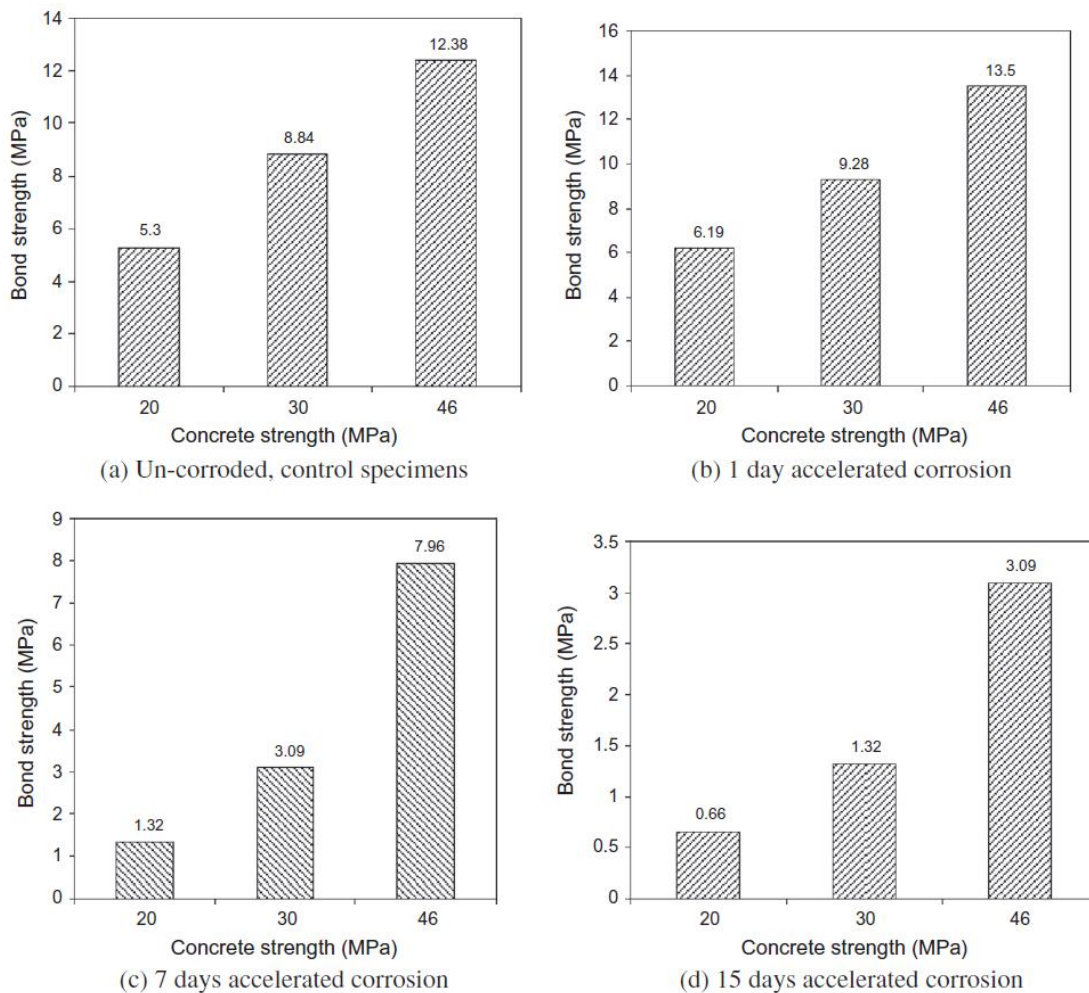 14
12
10
8
6
4
2
0
Bond strength (MPa)
5.3
8.84
12.38
20 30 46
Concrete strength (MPa)
(a) Un-corroded, control specimens
16
14
12
10
8
6
4
2
0
Bond strength (MPa)
6.19
9.28
13.5
20 30 46
Concrete strength (MPa)
(b) 1 day accelerated corrosion
9
8
7
6
5
4
3
2
1
0
Bond strength (MPa)
1.32
3.09
7.96
20 30 46
Concrete strength (MPa)
(c) 7 days accelerated corrosion
3.5
3
2.5
2
1.5
1
0.5
0
Bond strength (MPa)
0.66
1.32
3.09
20 30 46
Concrete strength (MPa)
(d) 15 days accelerated corrosion